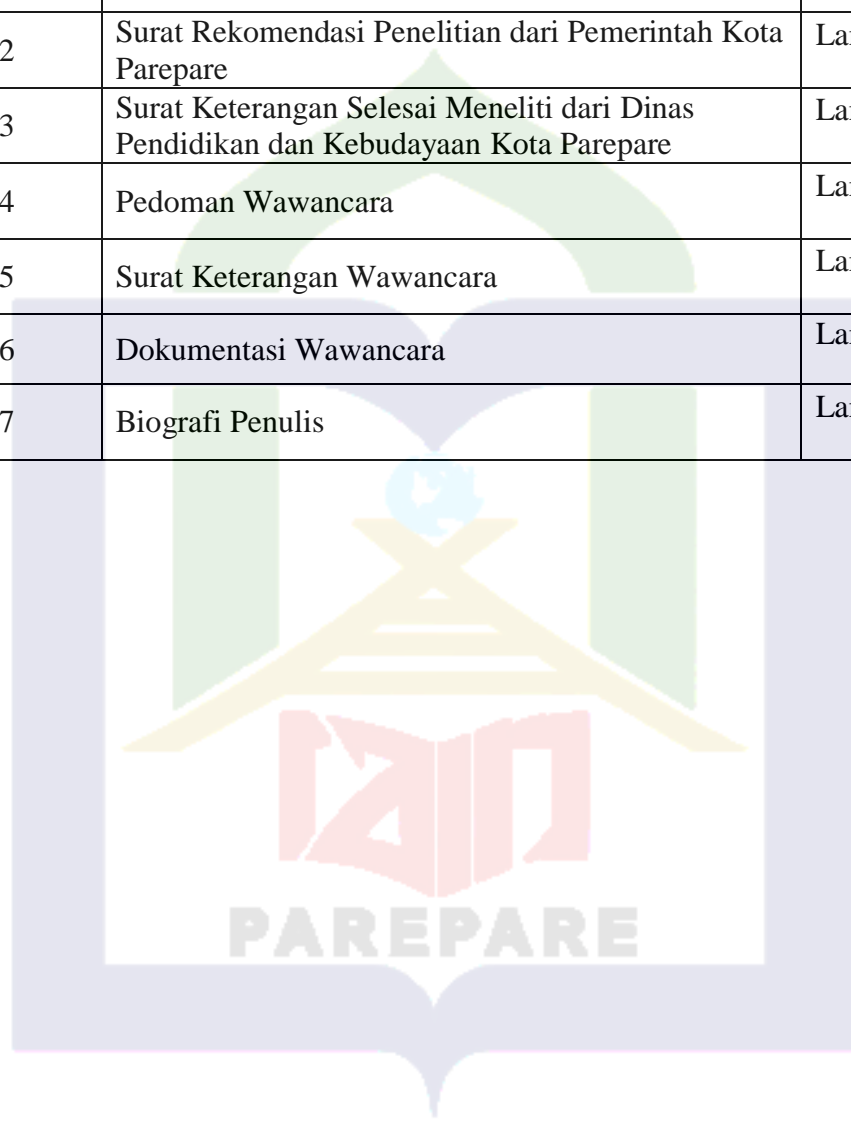 2 Surat Rekomendasi Penelitian dari Pemerintah Kota
Parepare
3 Surat Keterangan Selesai Meneliti dari Dinas
Pendidikan dan Kebudayaan Kota Parepare
4 Pedoman Wawancara
5 Surat Keterangan Wawancara
6 Dokumentasi Wawancara
7 Biografi Penulis
PAREPARE